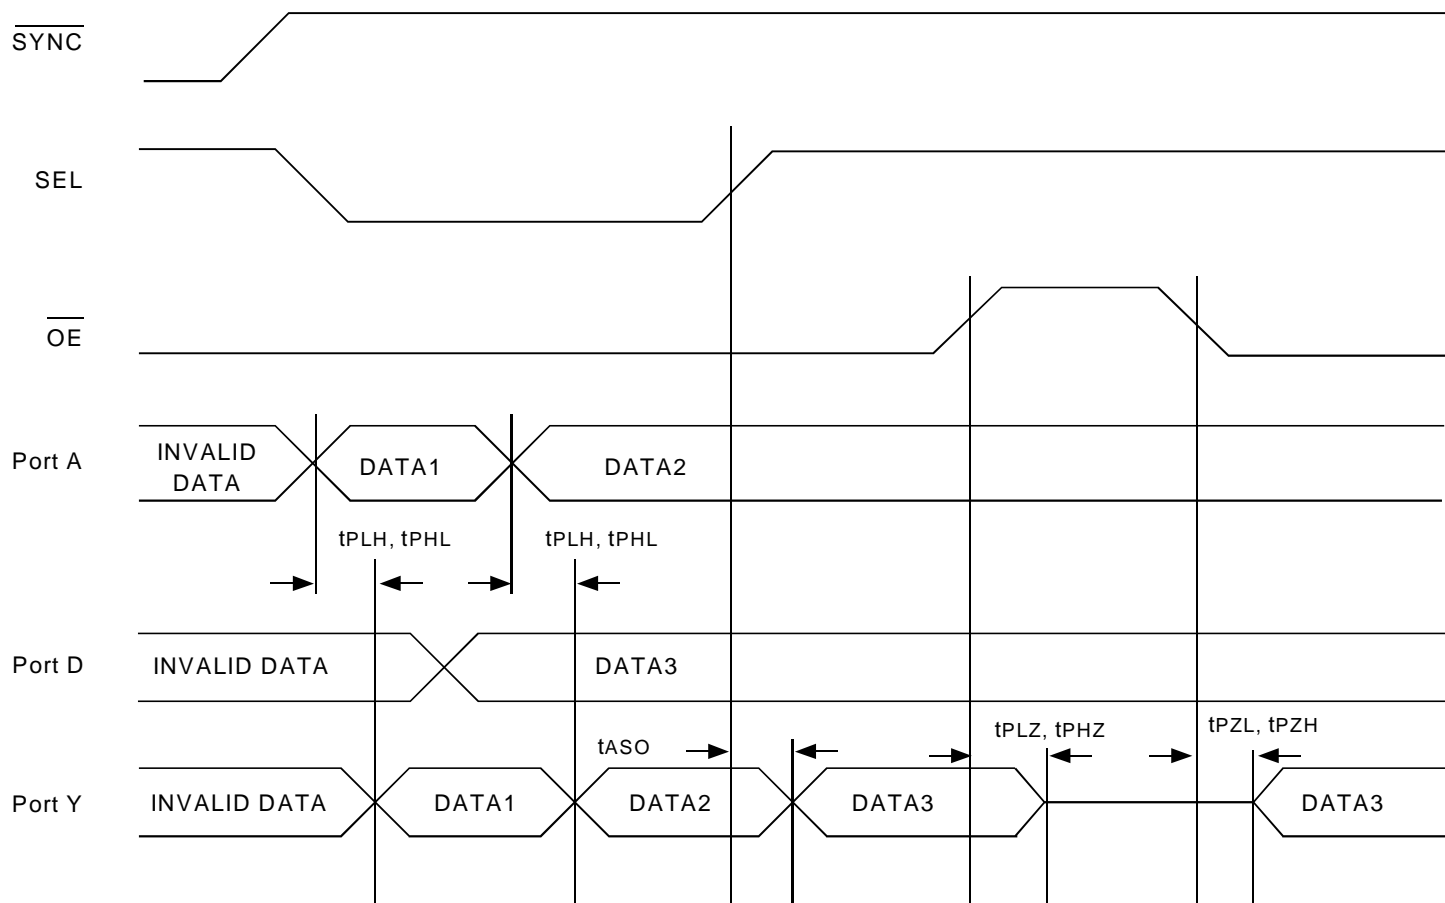 SYNC
SEL
OE
Port A
INVALID
DATA
DATA1
DATA2
tPLH, tPHL
tPLH, tPHL
Port D
INVALID DATA
DATA3
tASO
tPLZ, tPHZ
tPZL, tPZH
Port Y
INVALID DATA
DATA1
DATA2
DATA3
DATA3